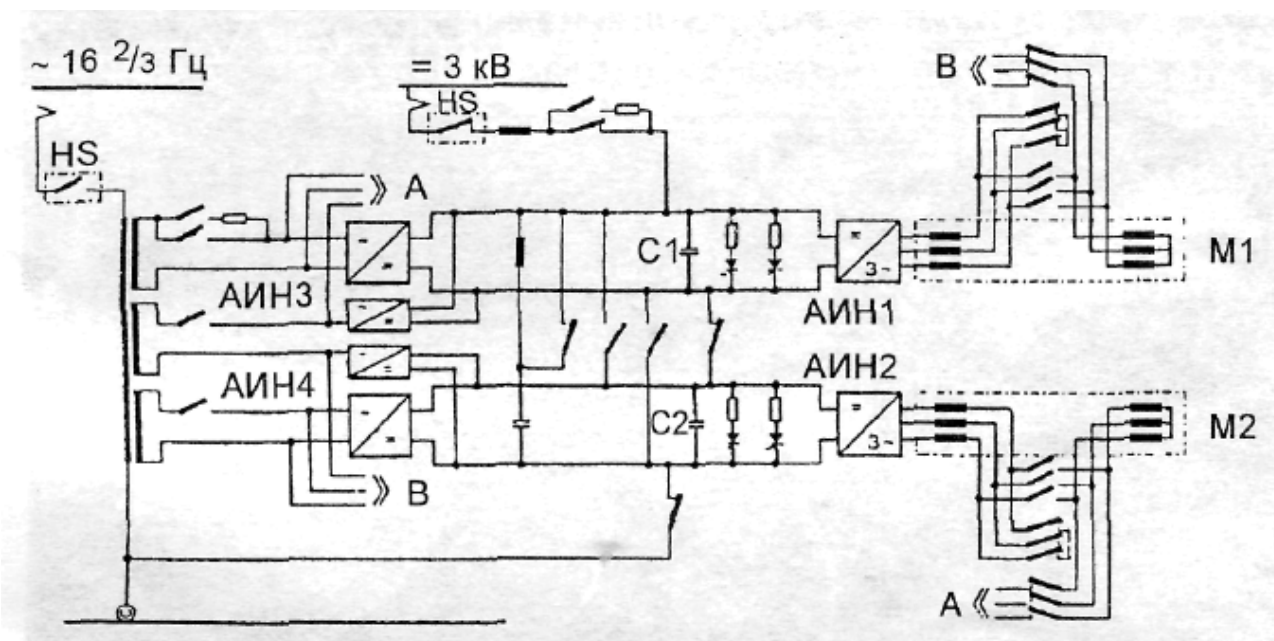 ~ 16 2/3 Гц
= 3 кВ
HS
HS
B
A
C1
M1
АИН3
АИН1
АИН4
АИН2
C2
M2
B
A
~
=
~
=
~
=
~
=
=
3~
=
3~